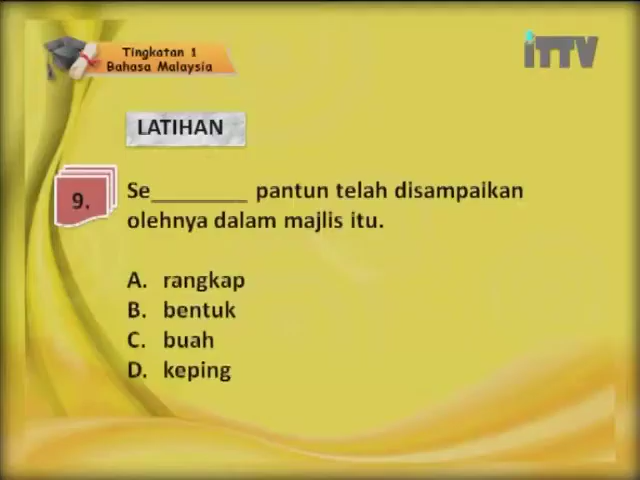 Tingkatan 1
Bahasa Malaysia
iTTV
LATIHAN
9. Se________ pantun telah disampaikan
olehnya dalam majlis itu.
A. rangkap
B. bentuk
C. buah
D. keping